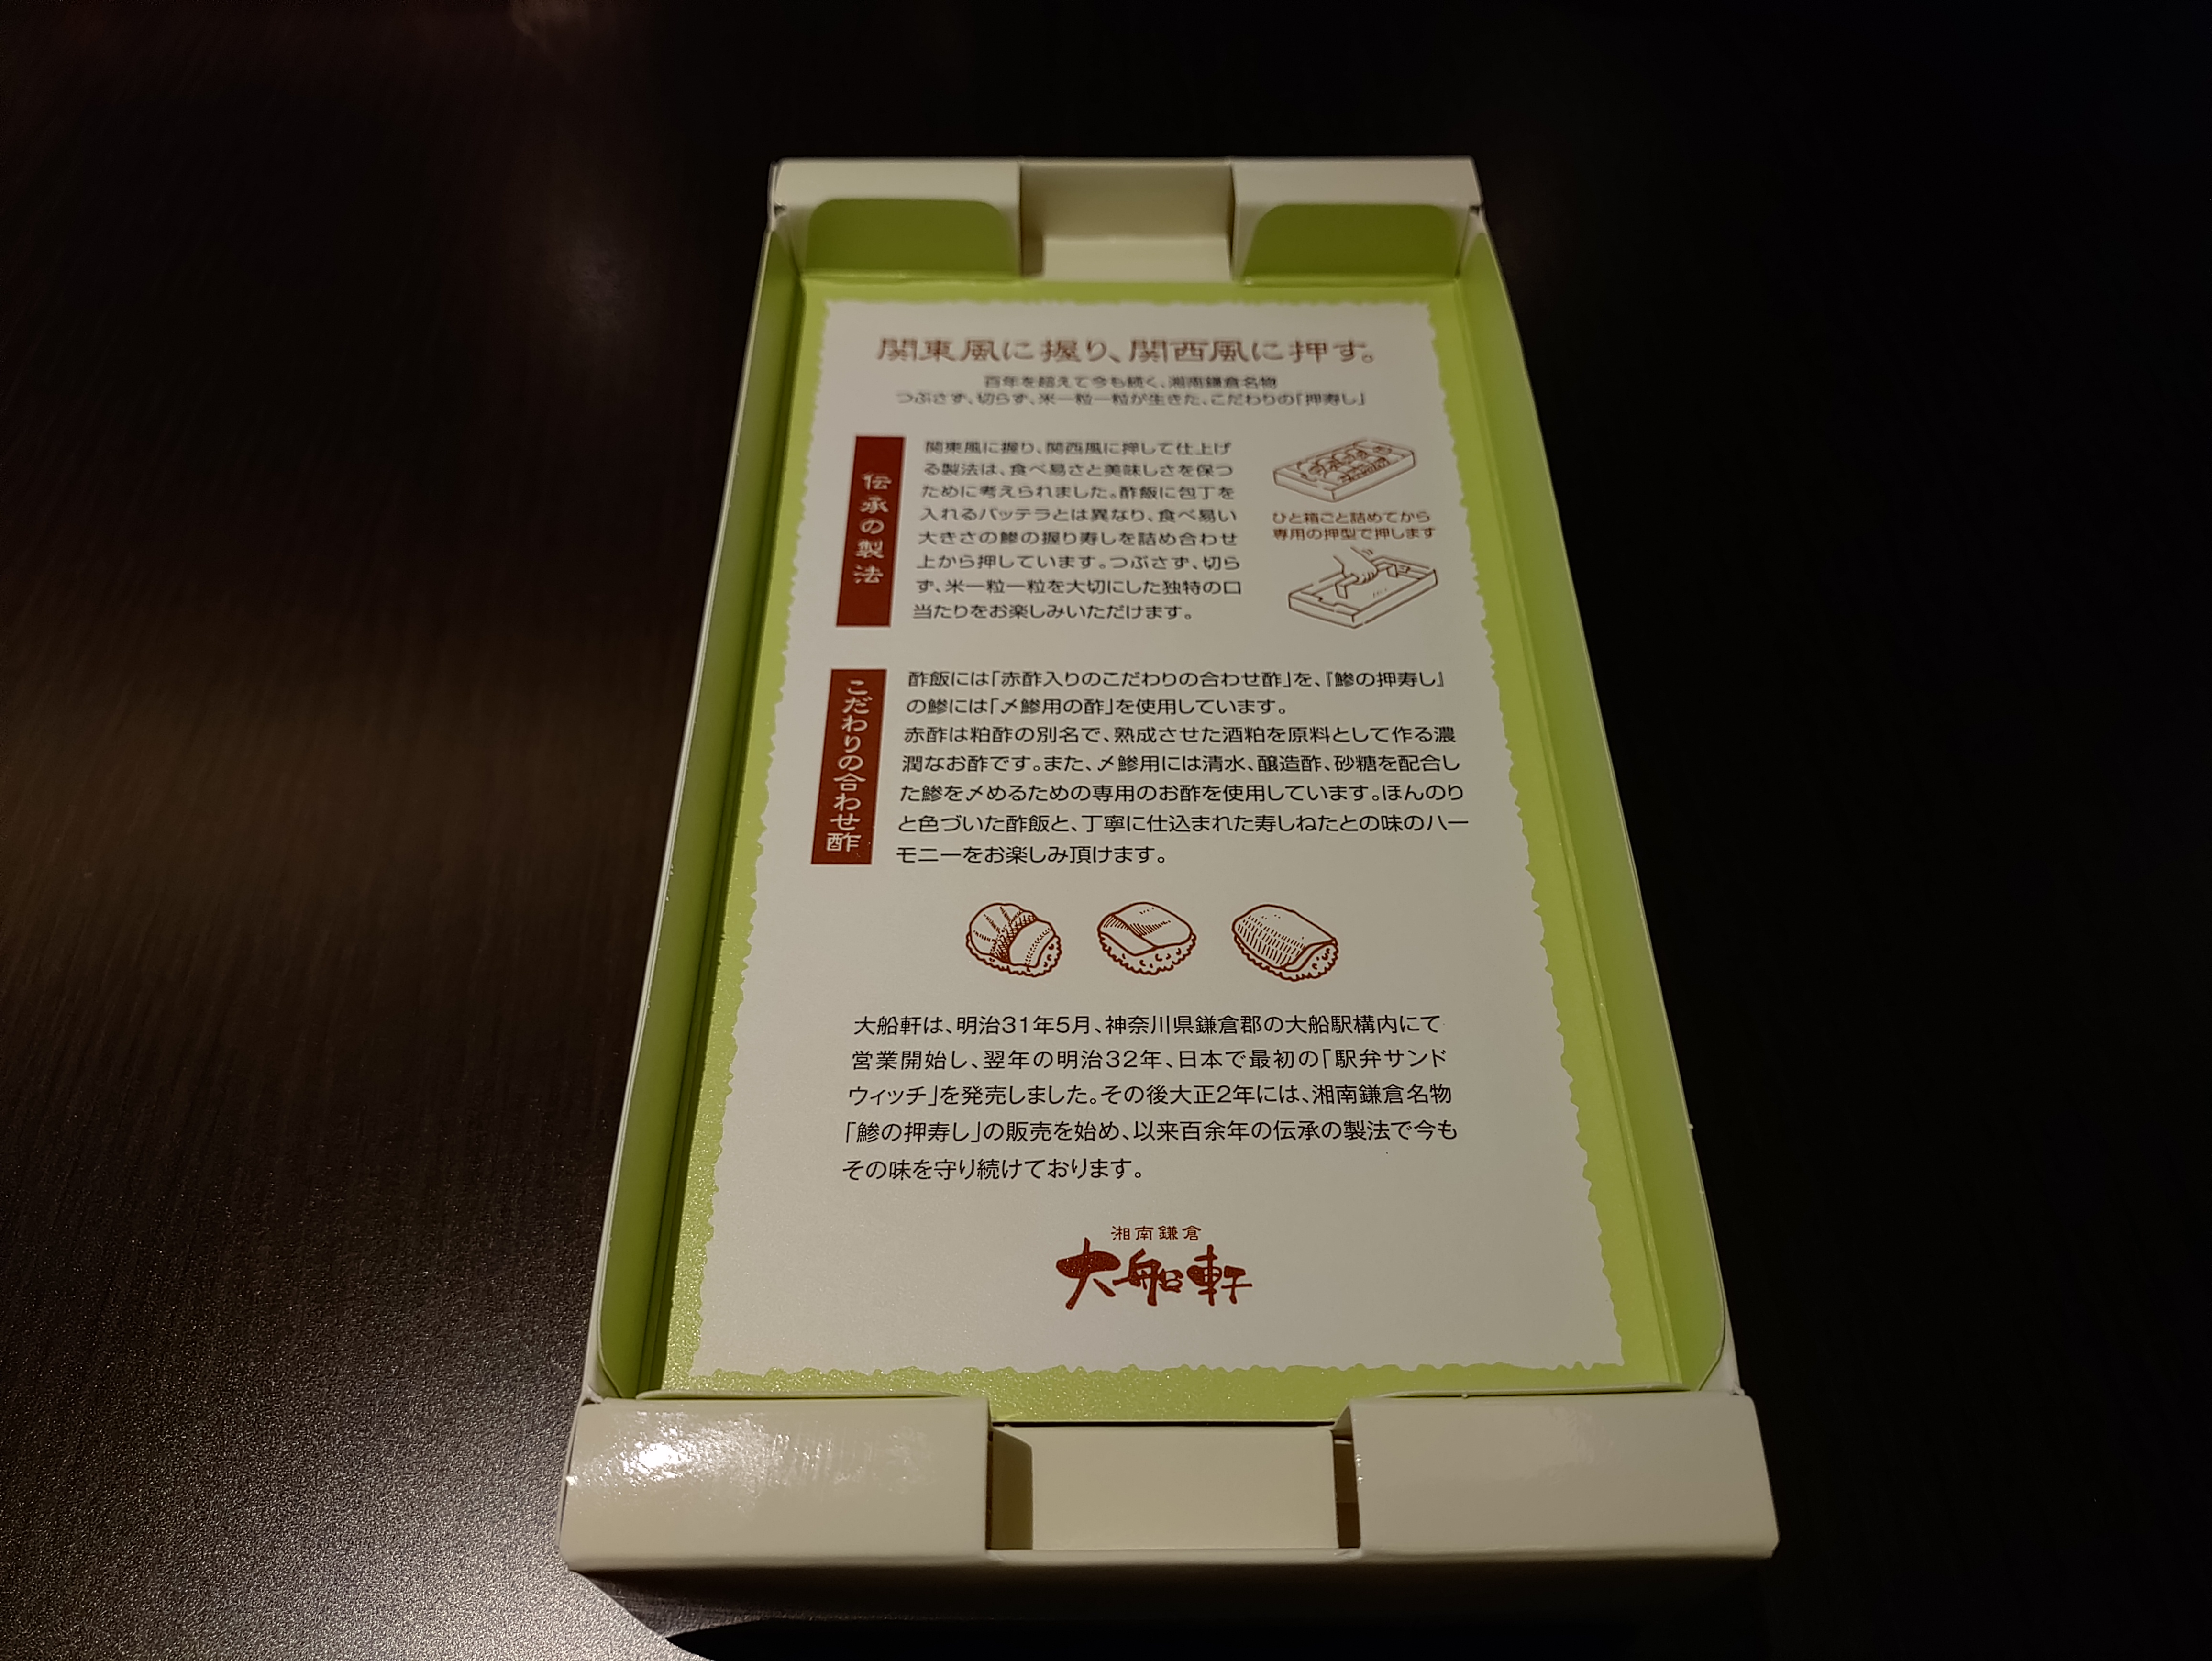 関東風に握り、関西風に押す。
百年を超えて今も続く、湘南鎌倉名物
つぶさず、切らず、米一粒一粒が生きた、こだわりの「押寿し」
伝承の製法
関東風に握り、関西風に押して仕上げ
る製法は、食べ易さと美味しさを保つ
ために考えられました。酢飯に包丁を
入れるバッテラとは異なり、食べ易い
大きさの鯵の握り寿しを詰め合わせ
上から押しています。つぶさず、切ら
ず、米一粒一粒を大切にした独特の口
当たりをお楽しみいただけます。
ひと箱ごと詰めてから
専用の押型で押します
こだわりの合わせ酢
酢飯には「赤酢入りのこだわりの合わせ酢」を、『鯵の押寿し』
の鯵には「〆鯵用の酢」を使用しています。
赤酢は粕酢の別名で、熟成させた酒粕を原料として作る濃
潤なお酢です。また、〆鯵用には清水、醸造酢、砂糖を配合し
た鯵を〆めるための専用のお酢を使用しています。ほんのり
と色づいた酢飯と、丁寧に仕込まれた寿しねたとの味のハー
モニーをお楽しみ頂けます。
大船軒は、明治31年5月、神奈川県鎌倉郡の大船駅構内にて
営業開始し、翌年の明治32年、日本で最初の「駅弁サンド
ウィッチ」を発売しました。その後大正2年には、湘南鎌倉名物
「鯵の押寿し」の販売を始め、以来百余年の伝承の製法で今も
その味を守り続けております。
湘南鎌倉
大船軒